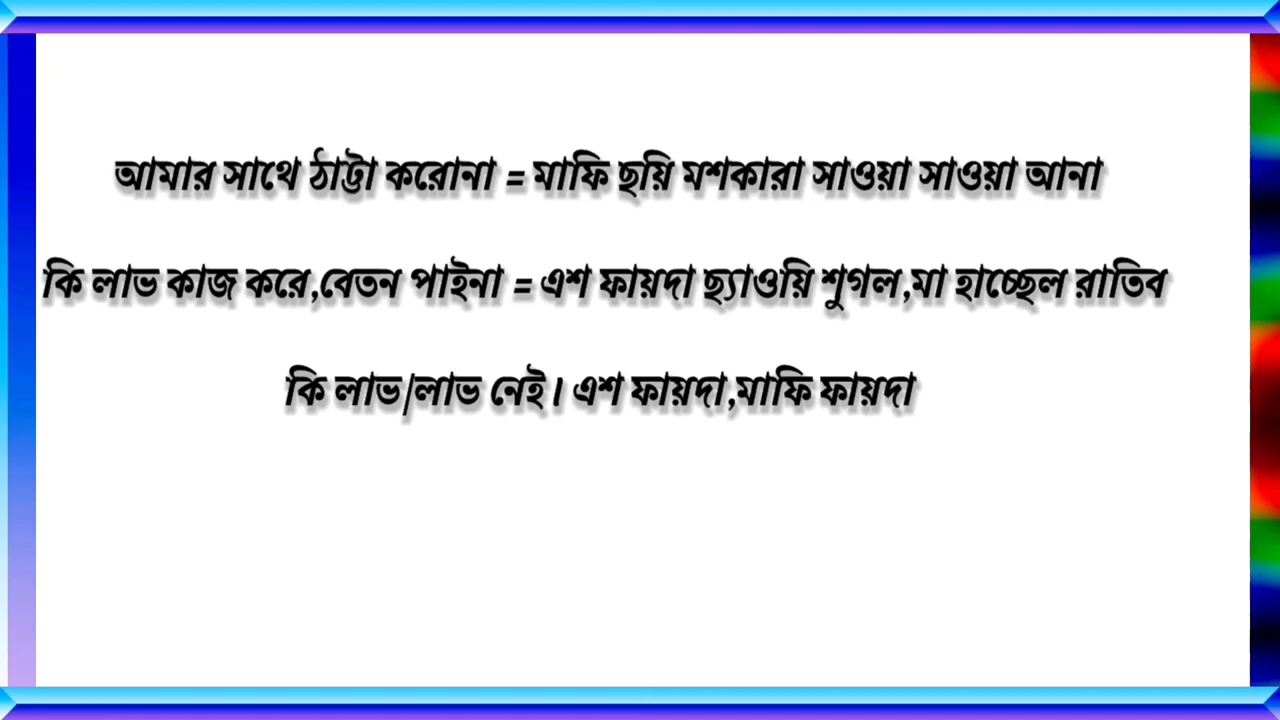 আমার সাথে ঠাট্টা করোনা = মাফি ছয়ি মশকারা সাওয়া সাওয়া আনা
কি লাভ কাজ করে,বেতন পাইনা = এশ ফায়দা ছ্যাওয়ি শুগল,মা হাচ্ছেল রাতিব
কি লাভ/লাভ নেই। এশ ফায়দা,মাফি ফায়দা